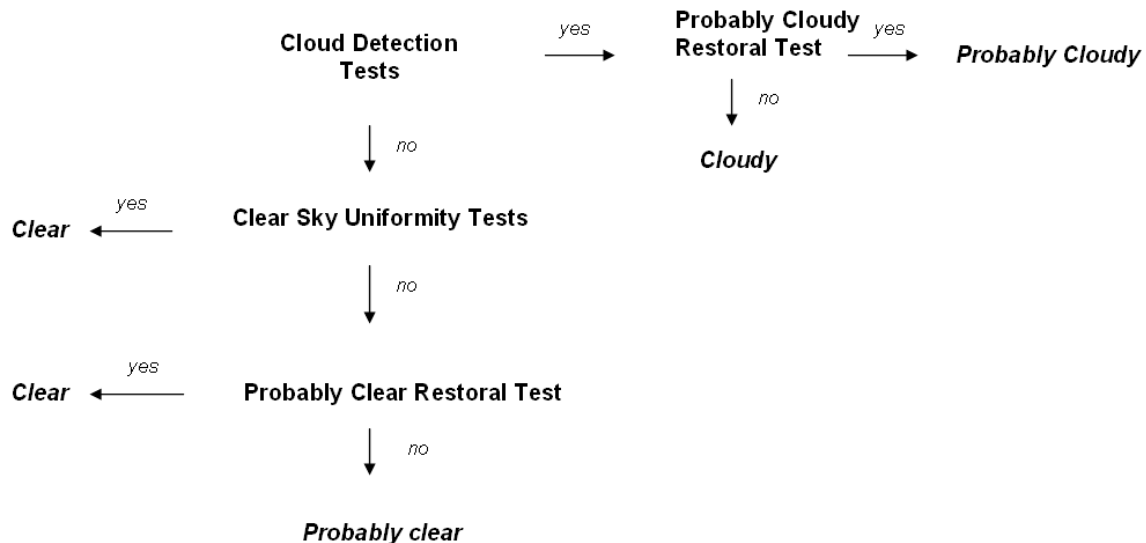 Cloud Detection
Tests
yes
Probably Cloudy
Restoral Test
yes
Probably Cloudy
no
no
Cloudy
Clear
yes
Clear Sky Uniformity Tests
no
Clear
yes
Probably Clear Restoral Test
no
Probably clear